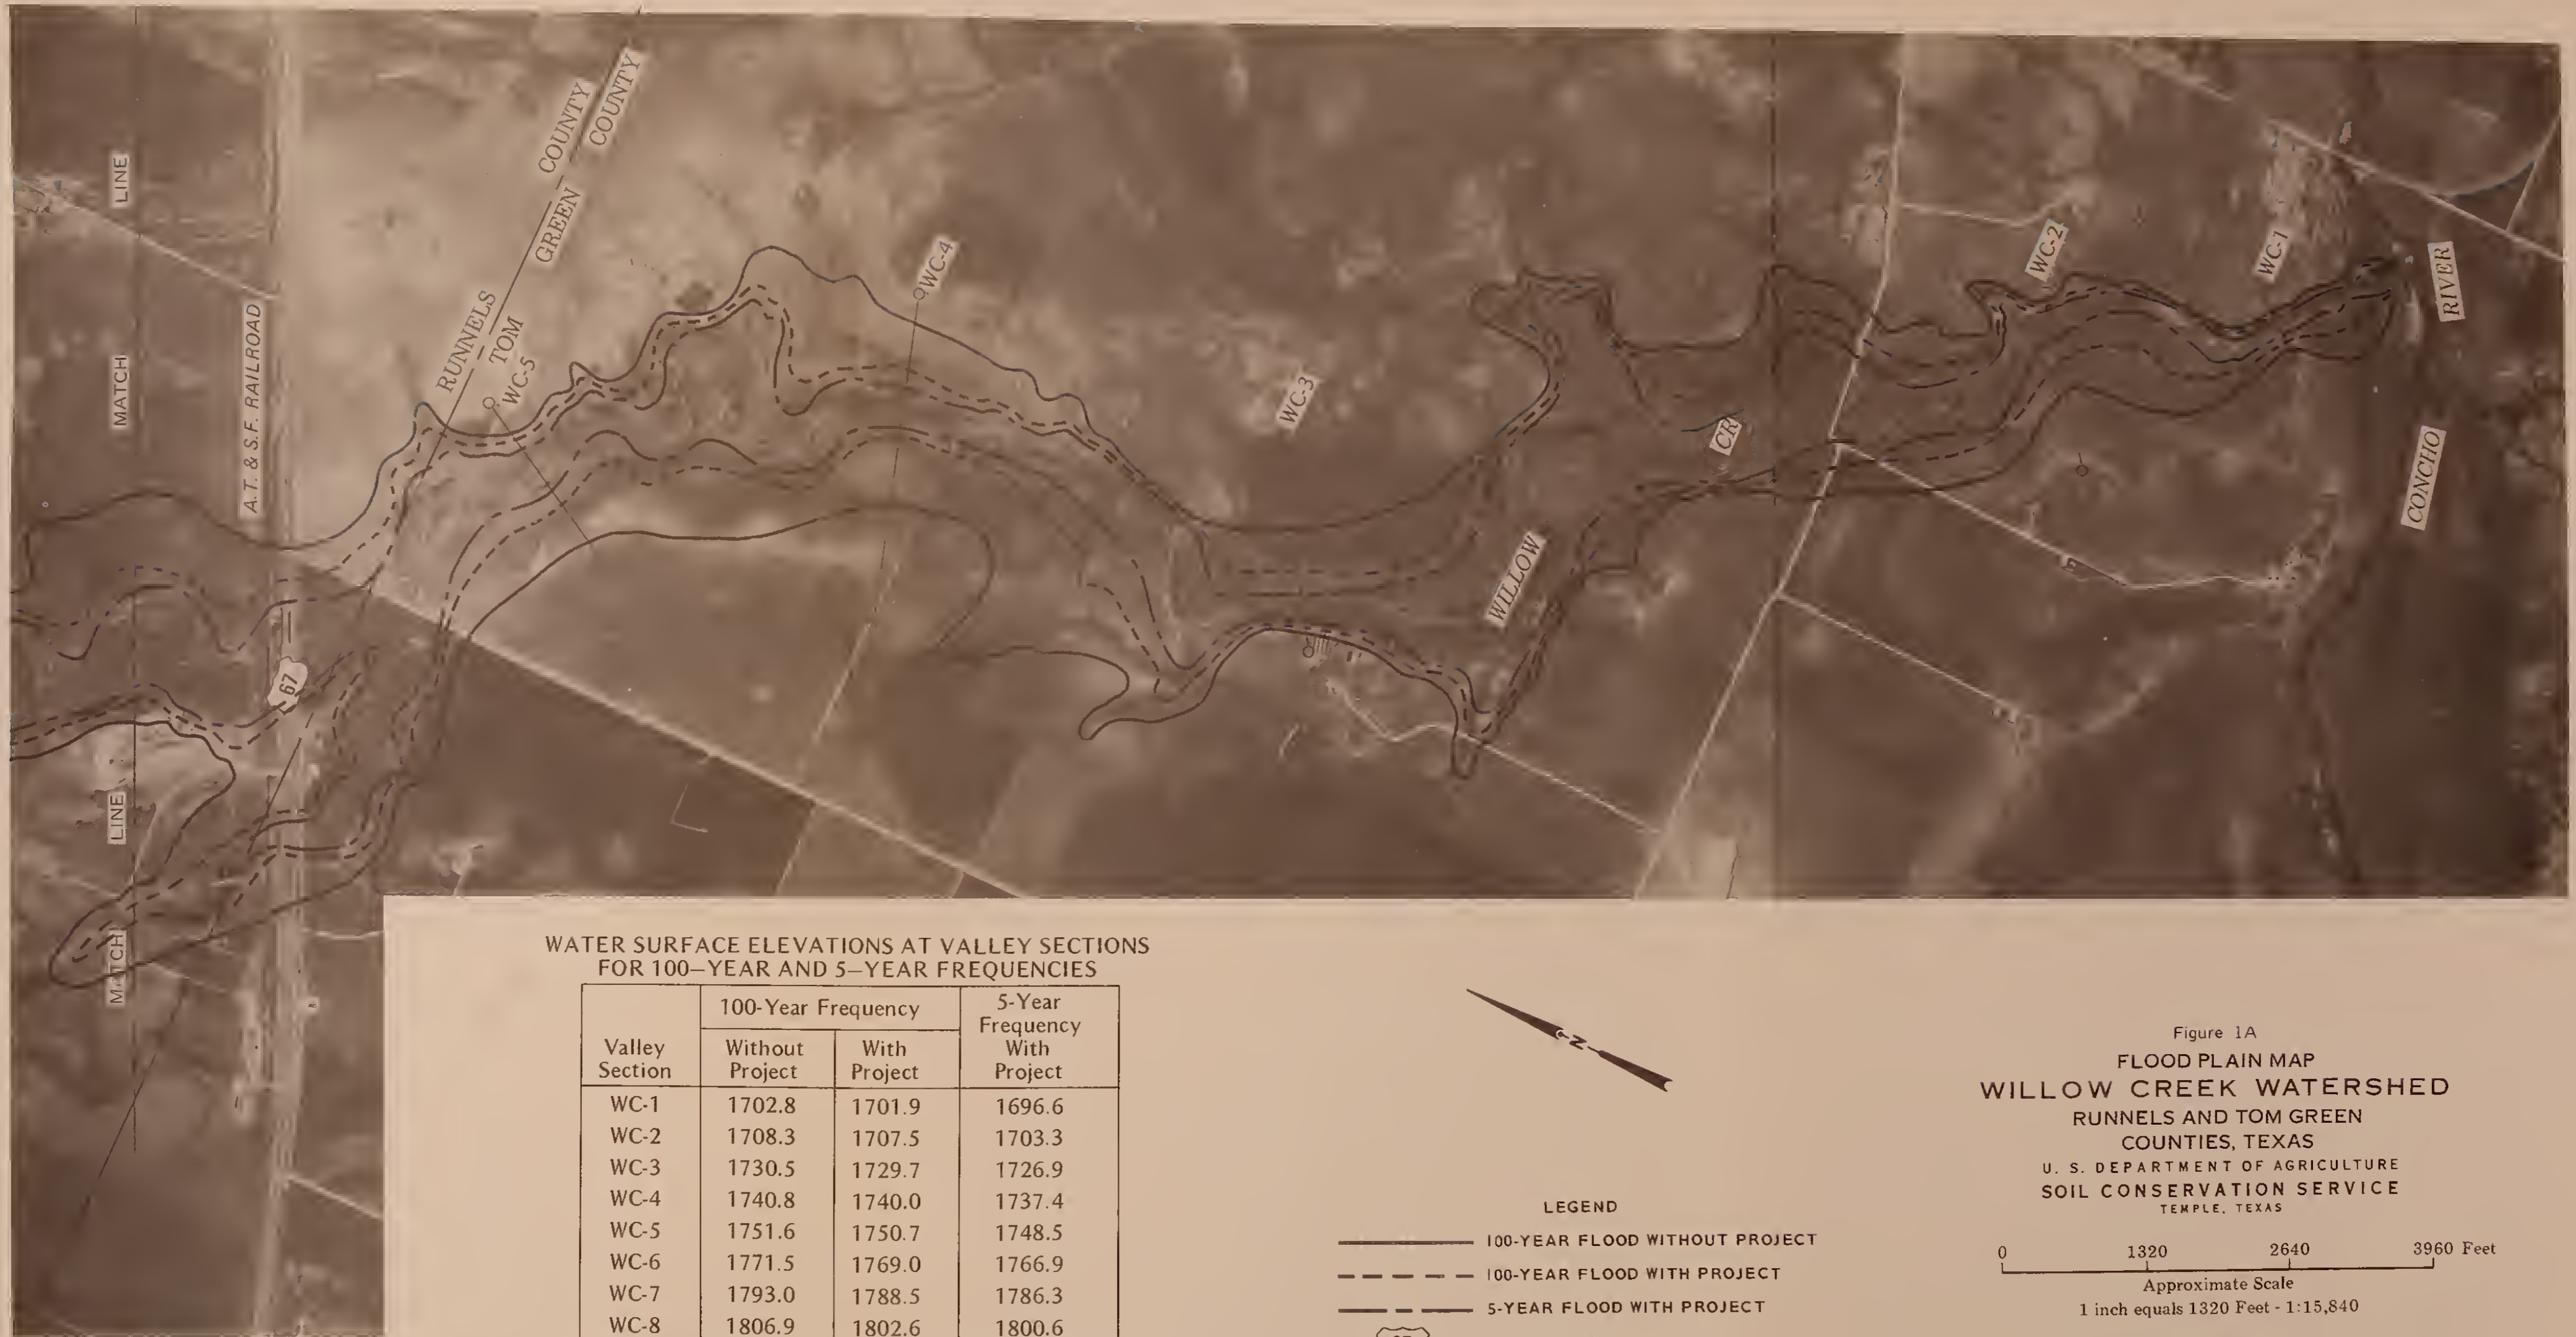 MATCH LINE
A.T. & S.F. RAILROAD
RUNNELS COUNTY
TOM GREEN COUNTY
WC-5
WC-4
WC-3
WILLOW CR
WC-2
WC-1
CONCHO RIVER
67
MATCH LINE
WATER SURFACE ELEVATIONS AT VALLEY SECTIONS
FOR 100—YEAR AND 5—YEAR FREQUENCIES
100-Year Frequency
5-Year
Frequency
With
Project
Valley
Section
Without
Project
With
Project
WC-1 1702.8 1701.9 1696.6
WC-2 1708.3 1707.5 1703.3
WC-3 1730.5 1729.7 1726.9
WC-4 1740.8 1740.0 1737.4
WC-5 1751.6 1750.7 1748.5
WC-6 1771.5 1769.0 1766.9
WC-7 1793.0 1788.5 1786.3
WC-8 1806.9 1802.6 1800.6
N
LEGEND
100-YEAR FLOOD WITHOUT PROJECT
100-YEAR FLOOD WITH PROJECT
5-YEAR FLOOD WITH PROJECT
Figure 1A
FLOOD PLAIN MAP
WILLOW CREEK WATERSHED
RUNNELS AND TOM GREEN
COUNTIES, TEXAS
U. S. DEPARTMENT OF AGRICULTURE
SOIL CONSERVATION SERVICE
TEMPLE, TEXAS
0 1320 2640 3960 Feet
Approximate Scale
1 inch equals 1320 Feet - 1:15,840